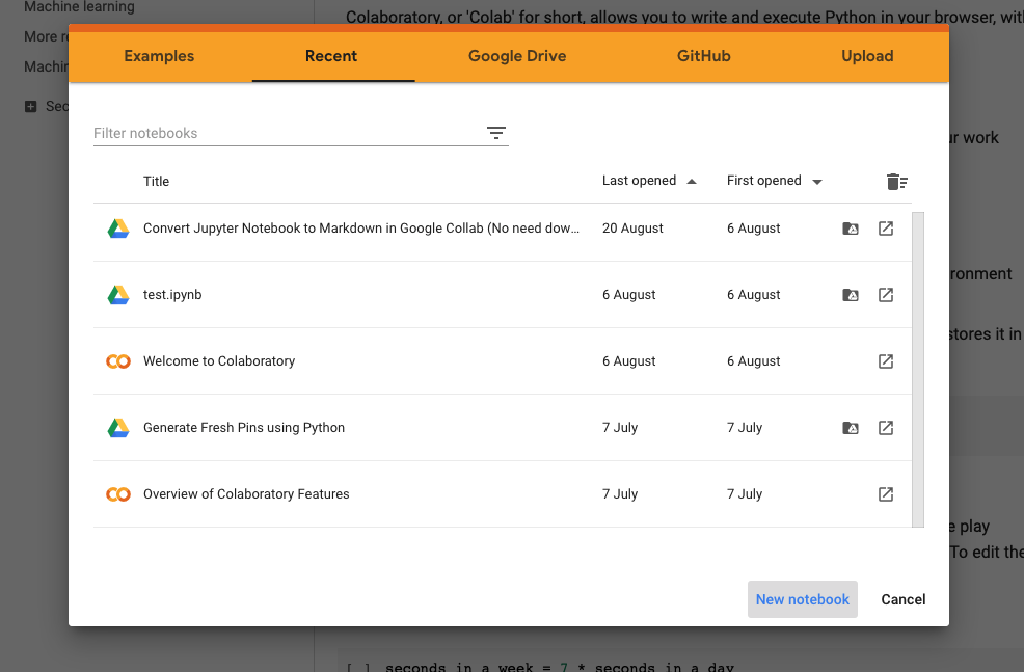 Machine learning
Colaboratory, or 'Colab' for short, allows you to write and execute Python in your browser, with
More re
Machin
Sec
Examples
Recent
Google Drive
GitHub
Upload
Filter notebooks
ur work
Title
Last opened
First opened
Convert Jupyter Notebook to Markdown in Google Collab (No need dow...
20 August
6 August
ronment
test.ipynb
6 August
6 August
stores it in
Welcome to Colaboratory
6 August
6 August
Generate Fresh Pins using Python
7 July
7 July
Overview of Colaboratory Features
7 July
7 July
e play
To edit the
New notebook
Cancel
[ ] seconds_in_a_week = 7 * seconds_in_a_day